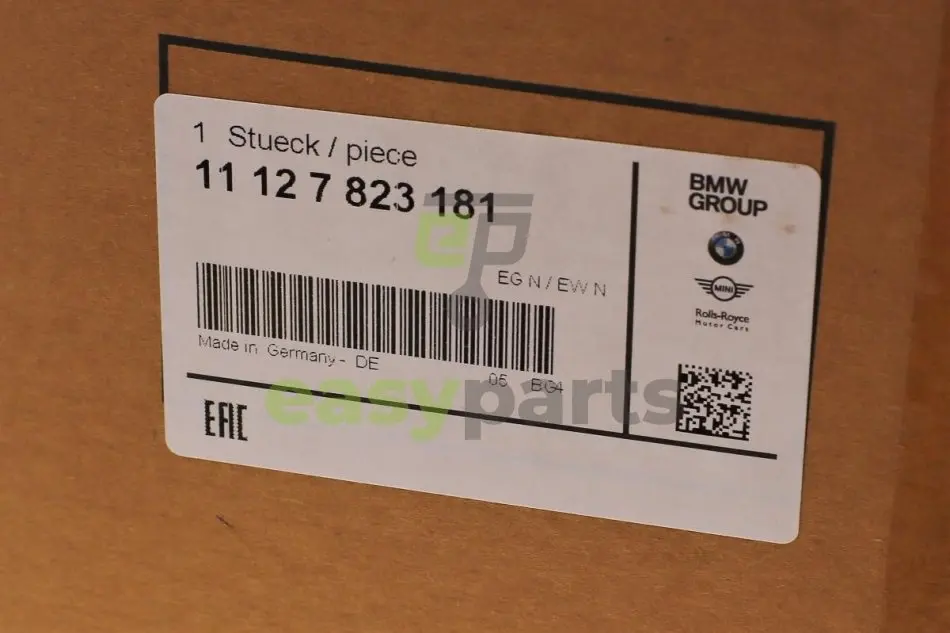 1 Stueck / piece
11 12 7 823 181
EG N / EW N
Made in Germany - DE
05 BG4
EAC
BMW
GROUP
MINI
Rolls-Royce
Motor Cars
ep
easyparts